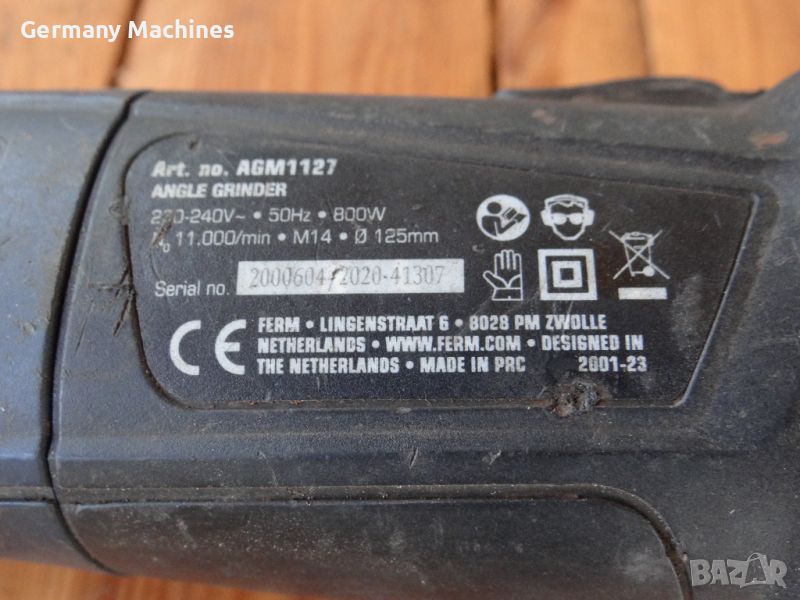 Germany Machines
Art. no. AGM1127
ANGLE GRINDER
230-240V~ • 50Hz • 800W
n0 11.000/min • M14 • Ø 125mm
Serial no. 2000604/2020-41307
CE
FERM • LINGENSTRAAT 6 • 8028 PM ZWOLLE
NETHERLANDS • WWW.FERM.COM • DESIGNED IN
THE NETHERLANDS • MADE IN PRC 2001-23
BAZAR